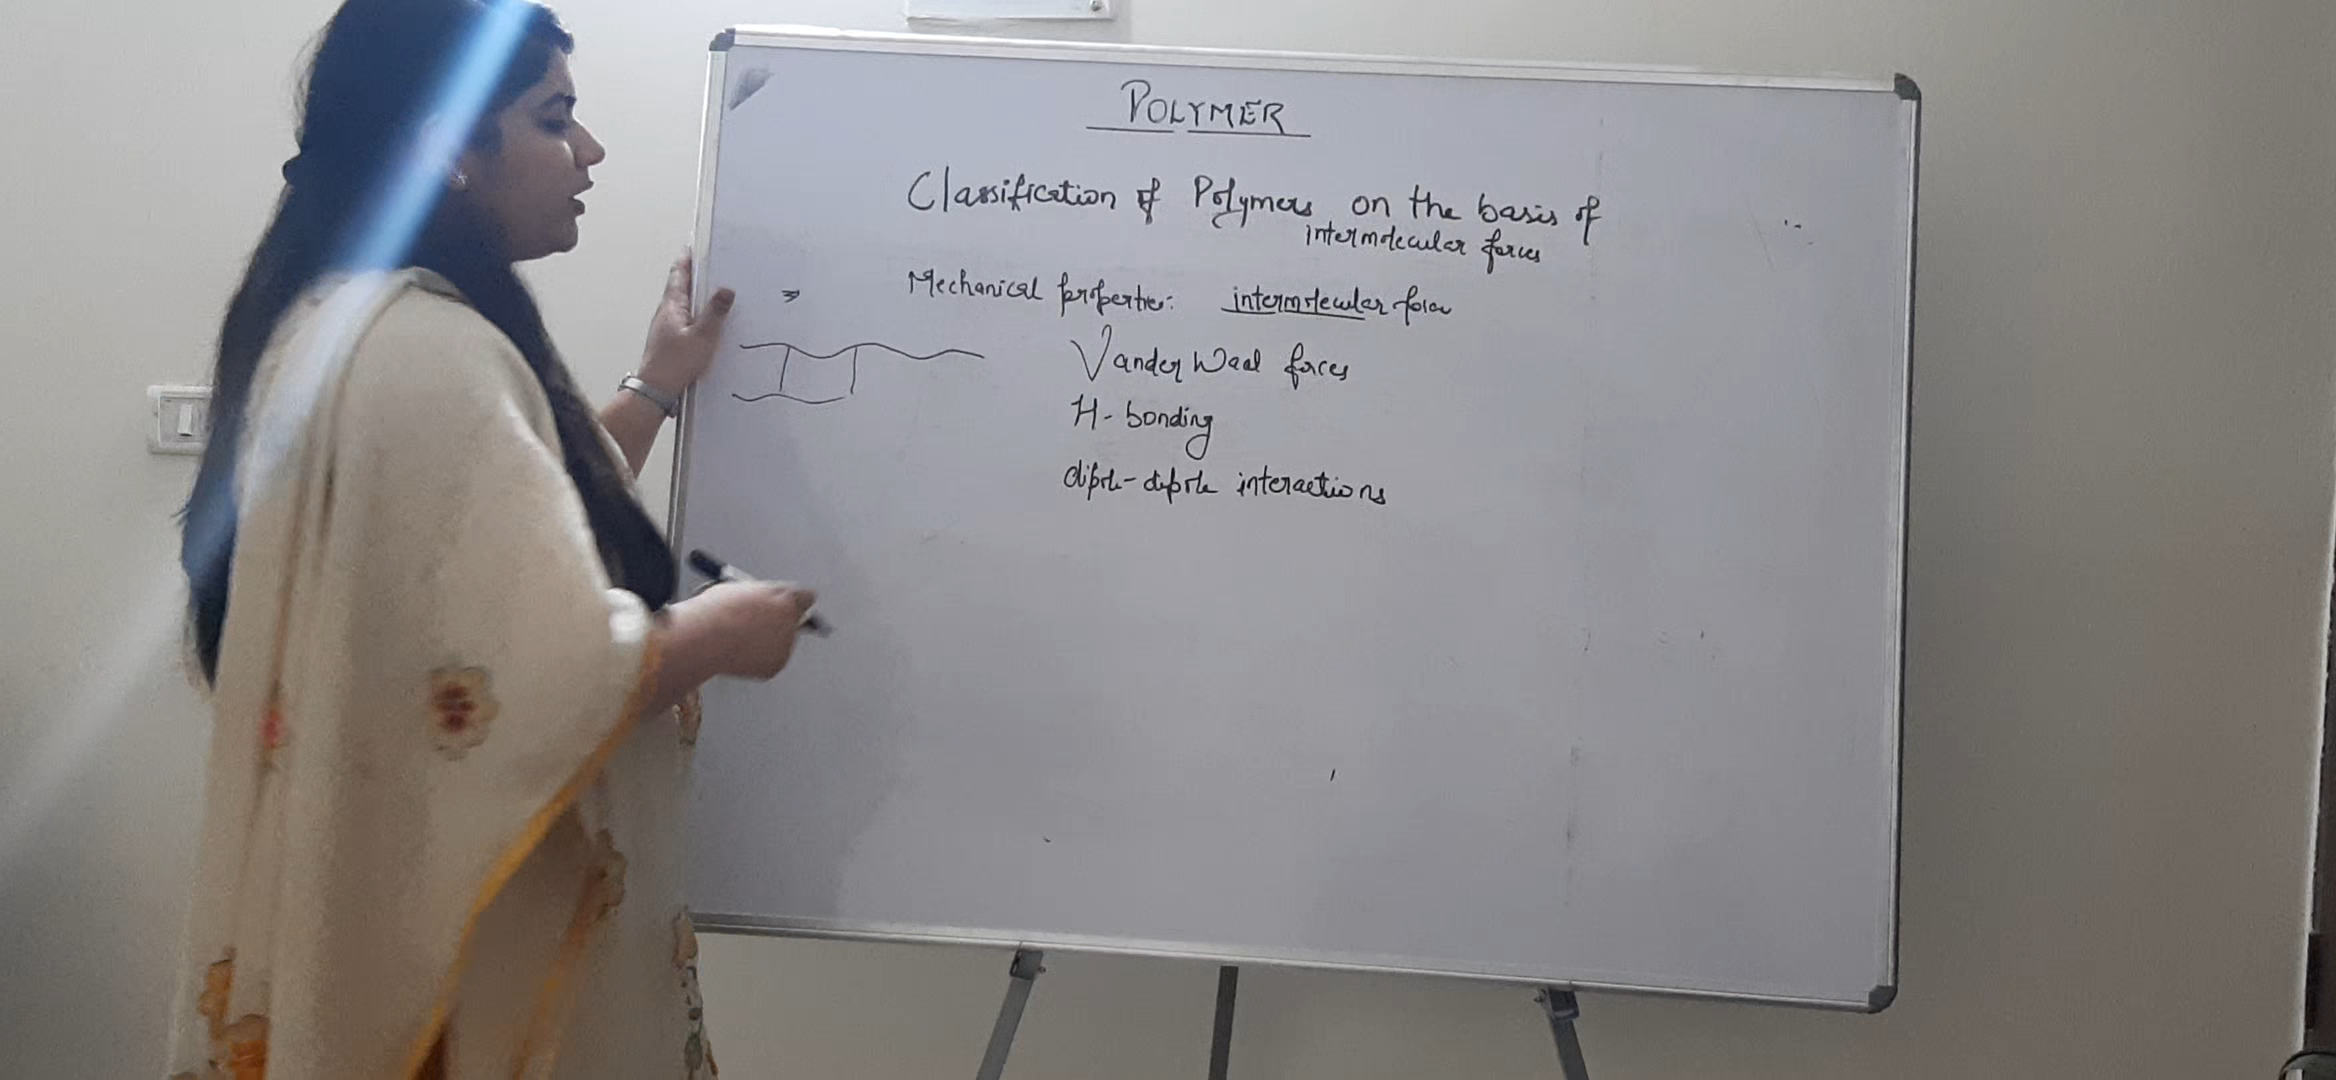 POLYMER
Classification of Polymers on the basis of
intermolecular forces
Mechanical properties: intermolecular force
Vander Waal forces
H- bonding
dipole-dipole interactions